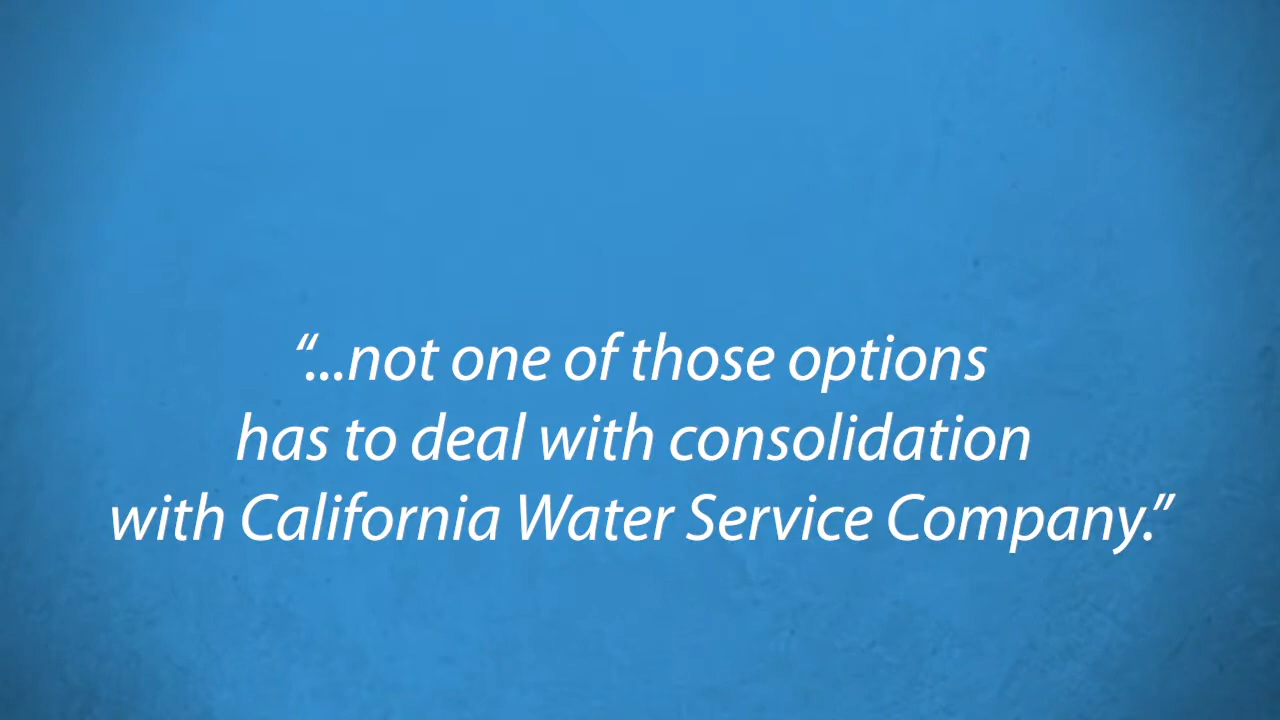 “...not one of those options
has to deal with consolidation
with California Water Service Company.”